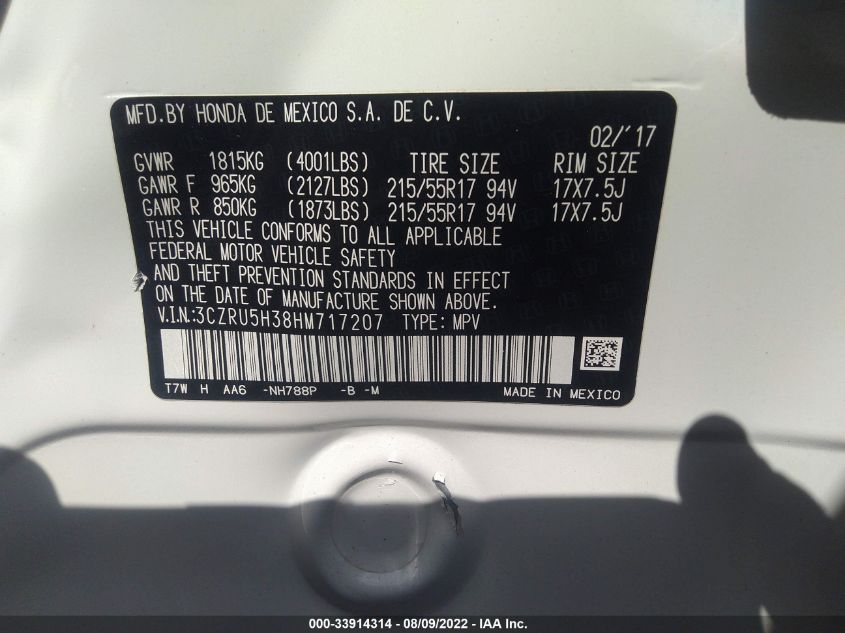 MFD.BY HONDA DE MEXICO S.A. DE C.V.
02/'17
GVWR 1815KG (4001LBS) TIRE SIZE RIM SIZE
GAWR F 965KG (2127LBS) 215/55R17 94V 17X7.5J
GAWR R 850KG (1873LBS) 215/55R17 94V 17X7.5J
THIS VEHICLE CONFORMS TO ALL APPLICABLE
FEDERAL MOTOR VEHICLE SAFETY
AND THEFT PREVENTION STANDARDS IN EFFECT
ON THE DATE OF MANUFACTURE SHOWN ABOVE.
V.I.N.:3CZRU5H38HM717207 TYPE: MPV
T7W H AA6 -NH788P -B -M MADE IN MEXICO
000-33914314 - 08/09/2022 - IAA Inc.